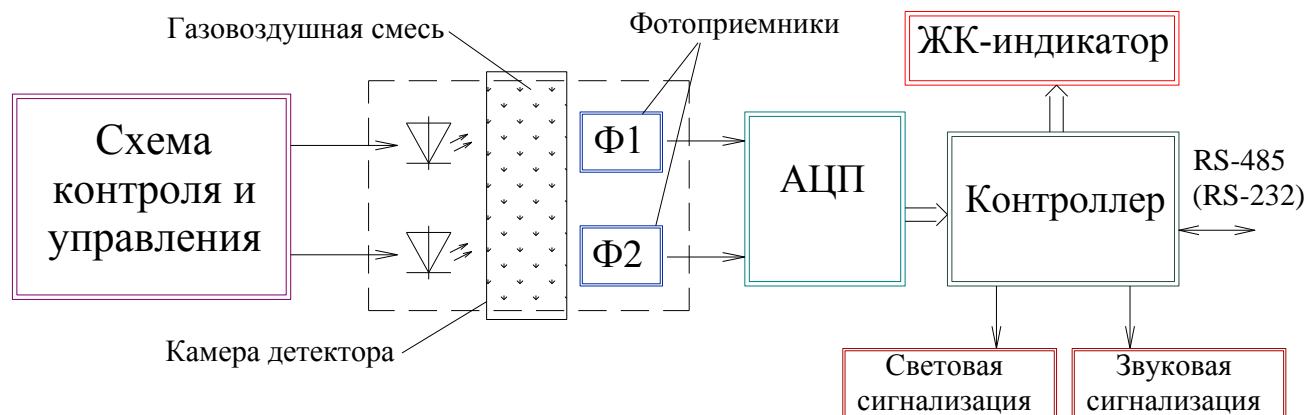 Газовоздушная смесь
Фотоприемники
ЖК-индикатор
Схема
контроля и
управления
Ф1
Ф2
АЦП
Контроллер
RS-485
(RS-232)
Камера детектора
Световая
сигнализация
Звуковая
сигнализация